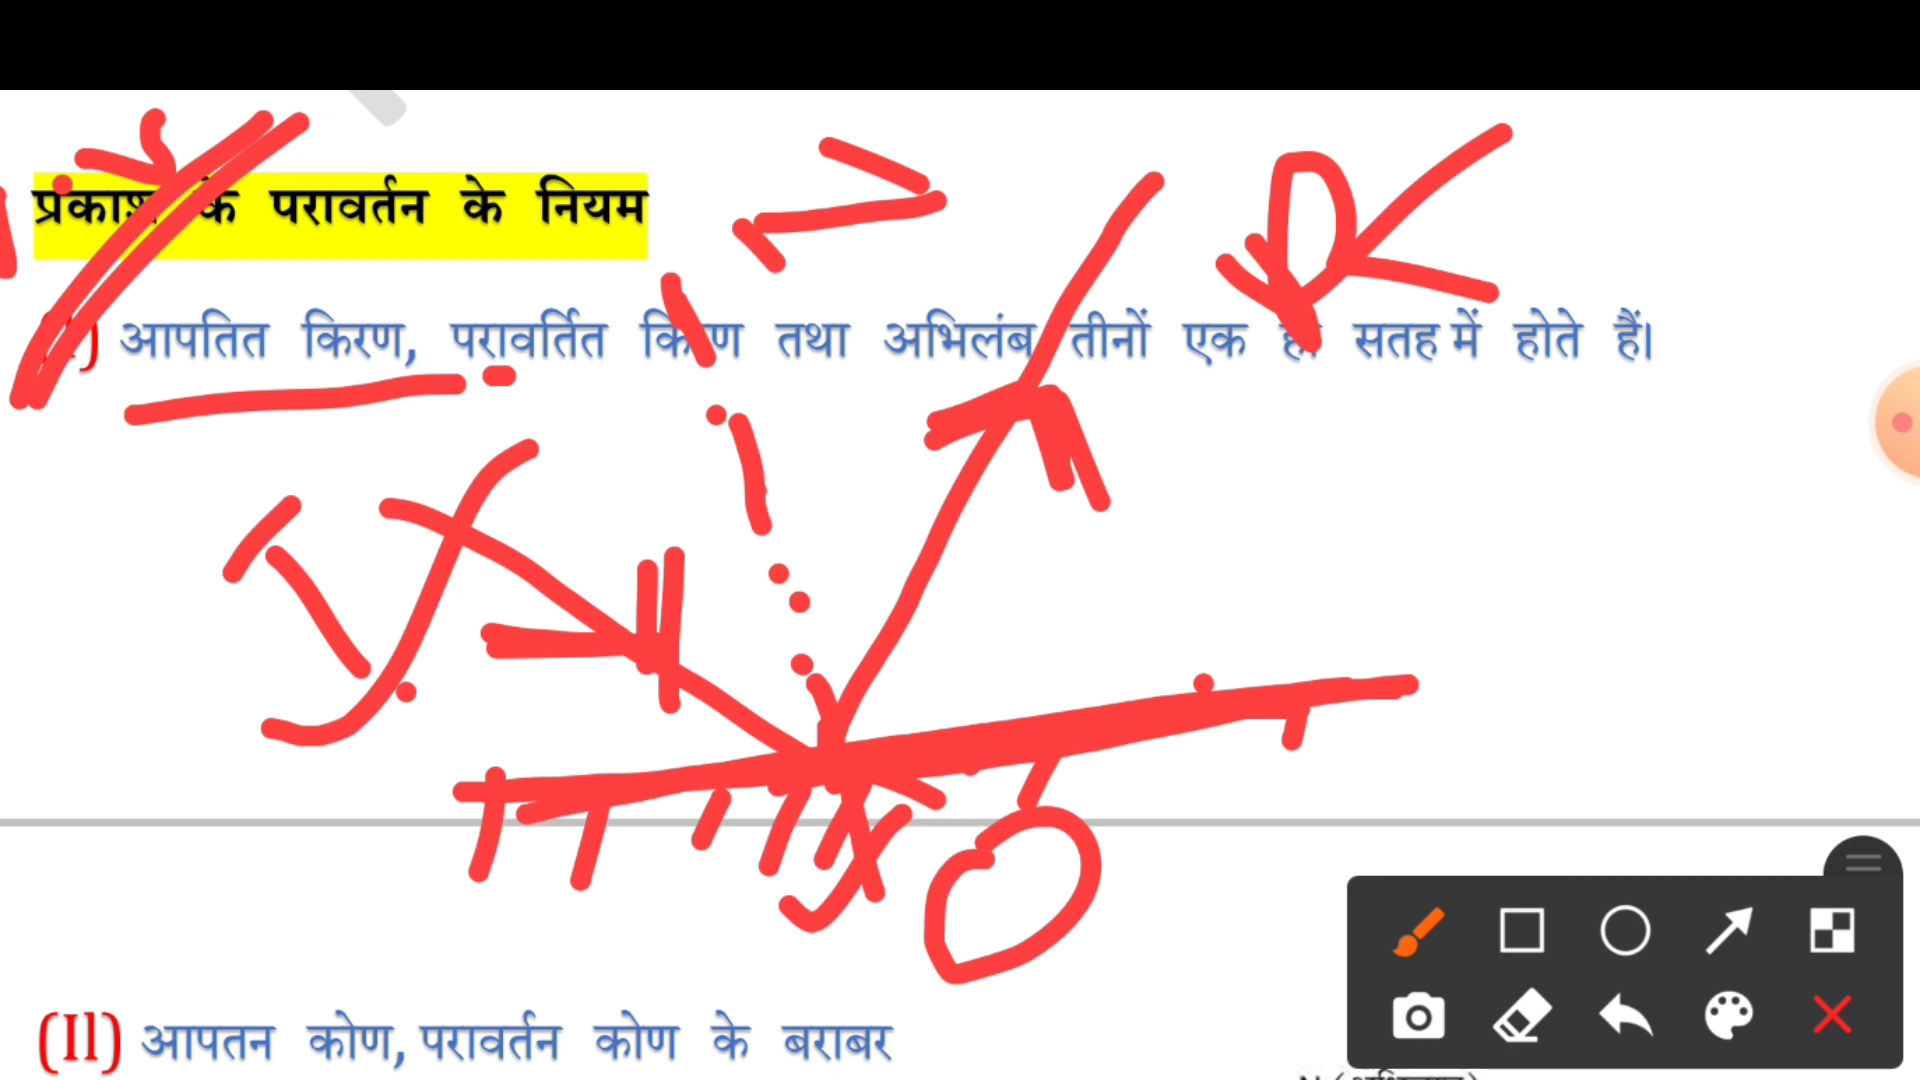 प्रकाश के परावर्तन के नियम
(I) आपतित किरण, परावर्तित किरण तथा अभिलंब तीनों एक ही सतह में होते हैं।
N
R
I
O
(II) आपतन कोण, परावर्तन कोण के बराबर